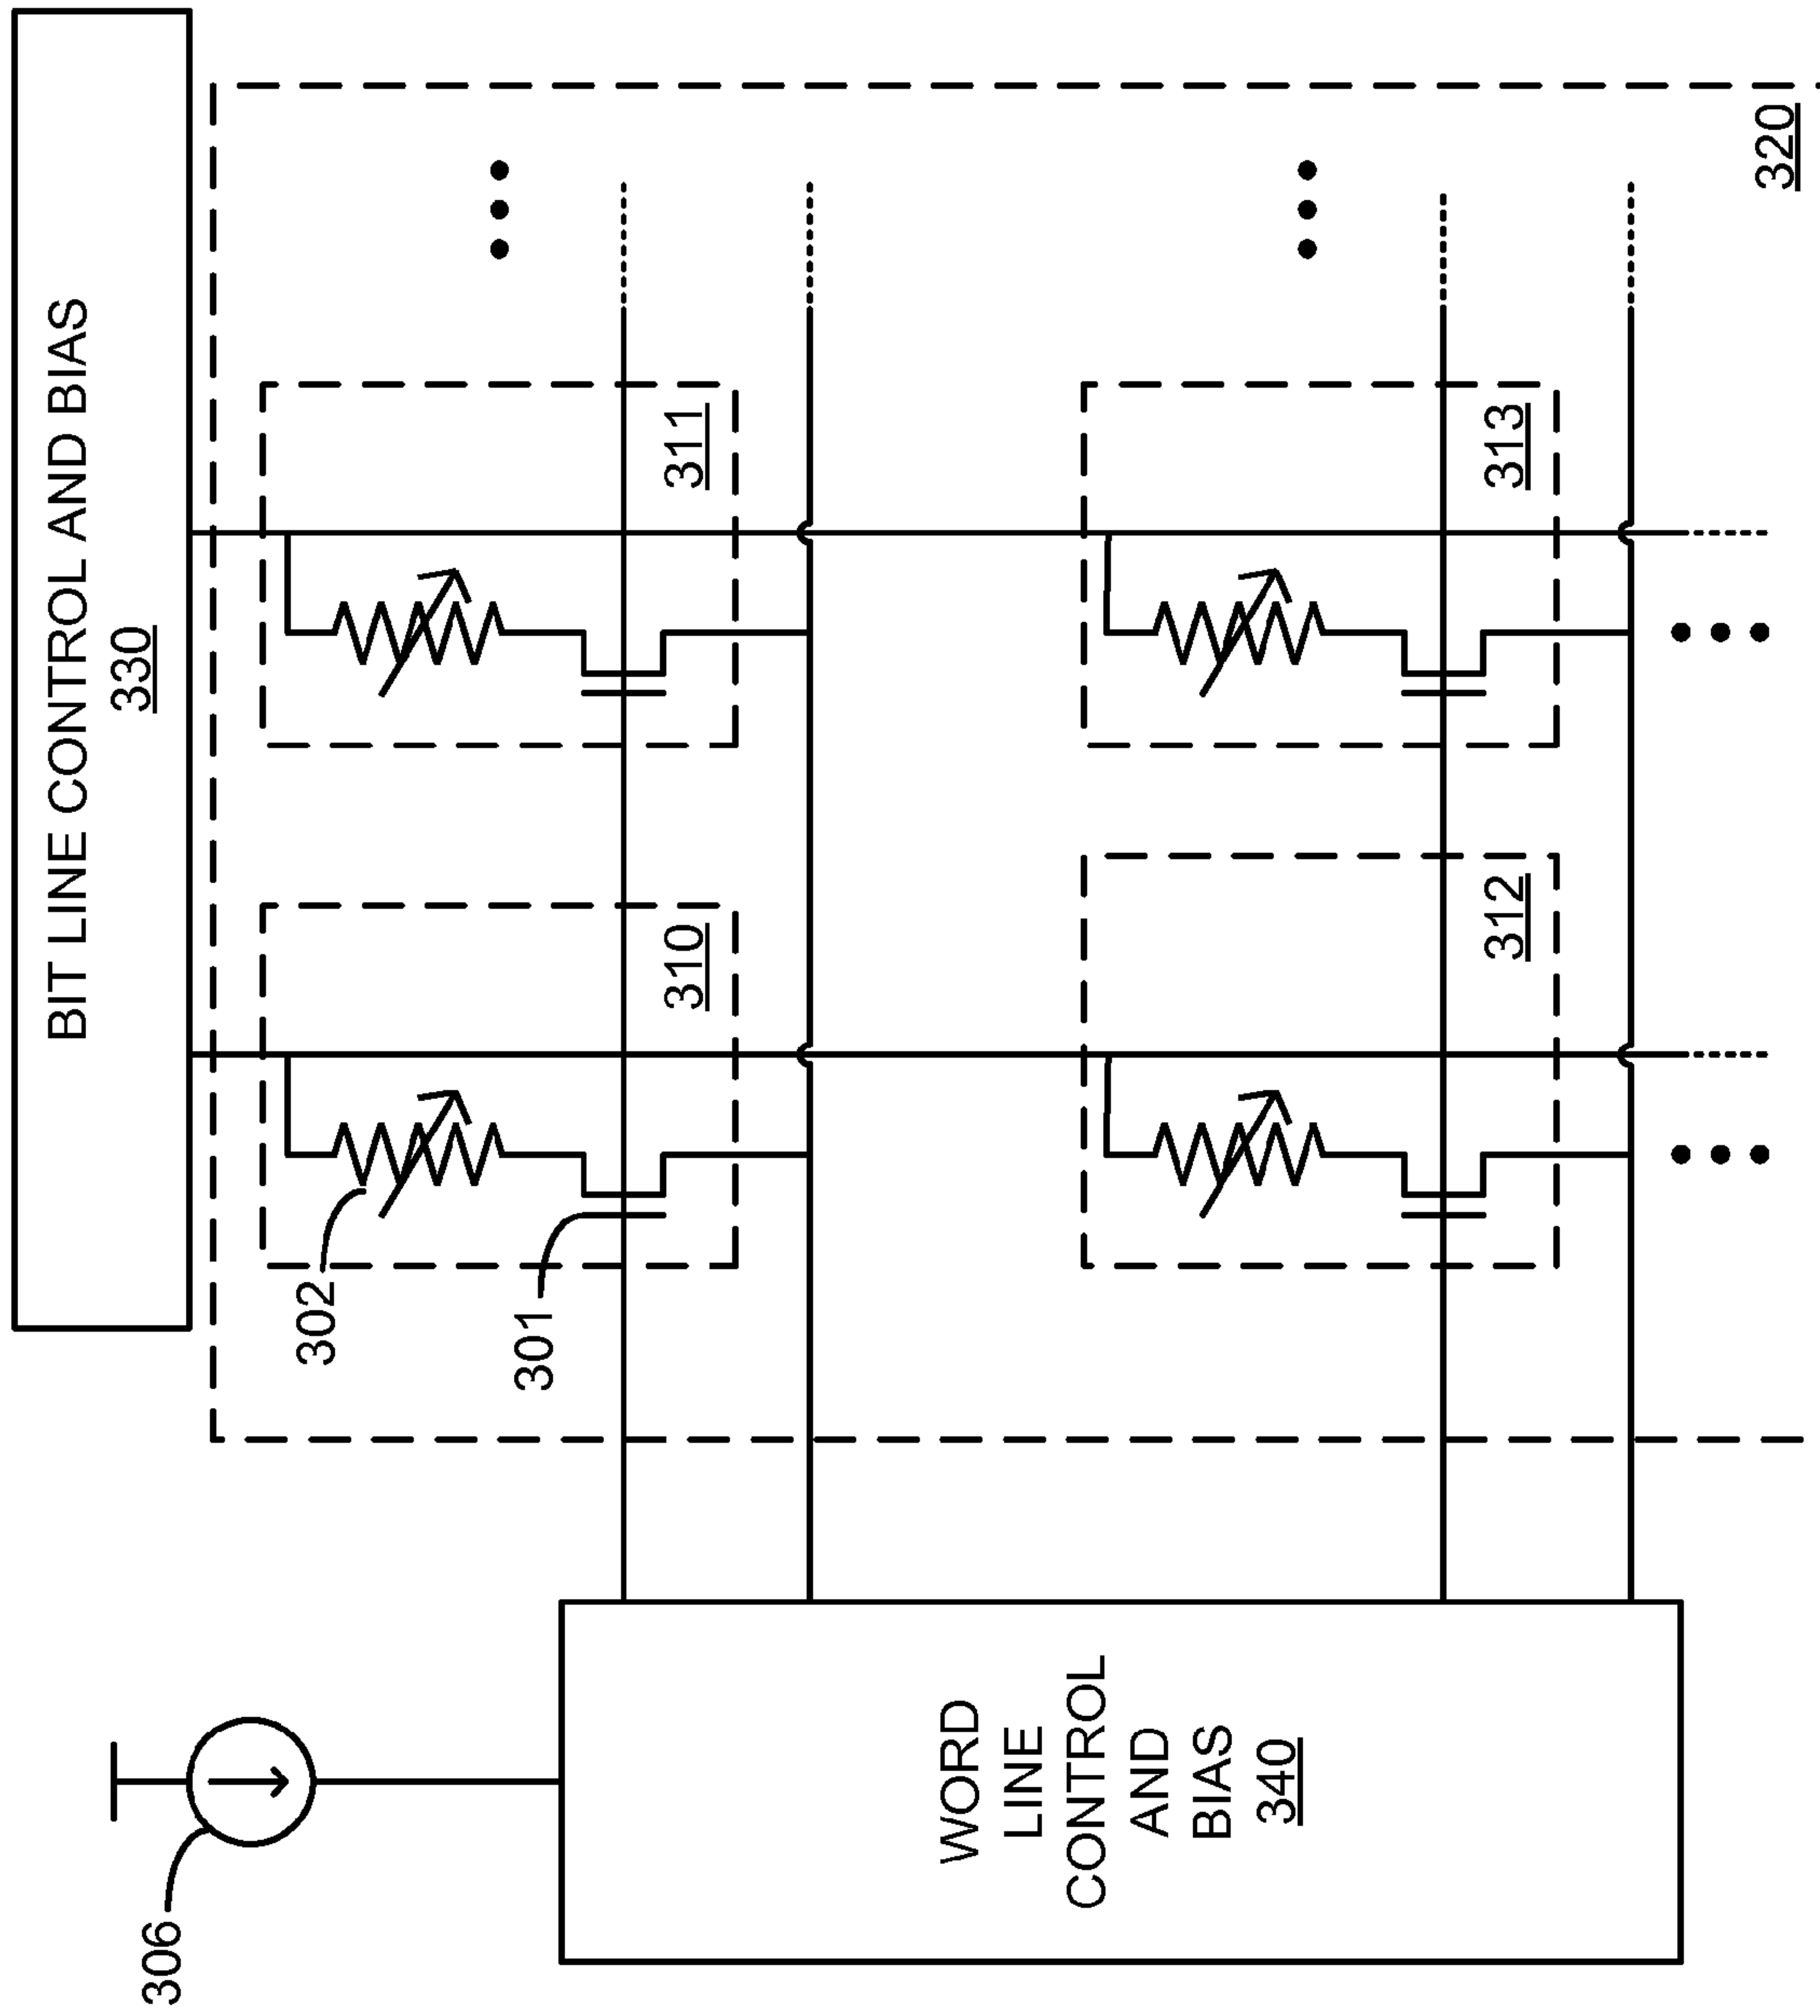 BIT LINE CONTROL AND BIAS
330
302
301
310
311
312
313
320
306
WORD
LINE
CONTROL
AND
BIAS
340